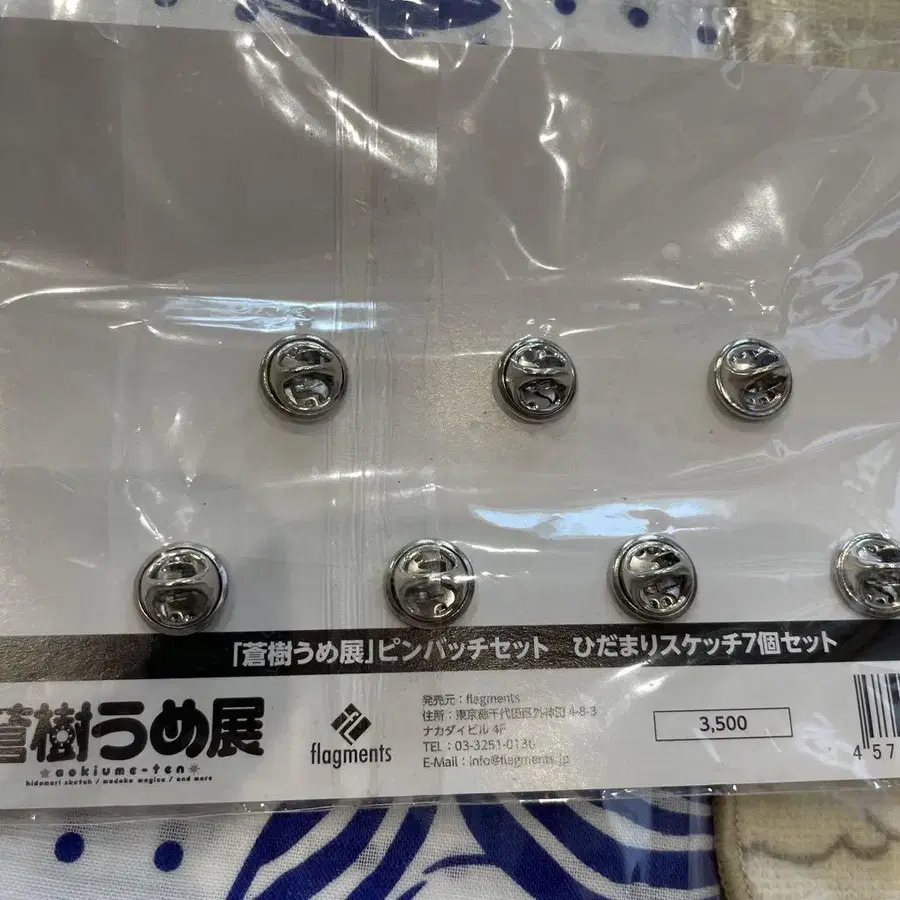 「蒼樹うめ展」ピンバッチセット　ひだまりスケッチ7個セット
蒼樹うめ展
aokiume-ten
hidamari sketch / madoka magica / and more
flagments
発売元：flagments
住所：東京都千代田区外神田 4-8-3
ナカダイビル 4F
TEL：03-3251-013
E-Mail：info@flagments.jp
3,500
4 57